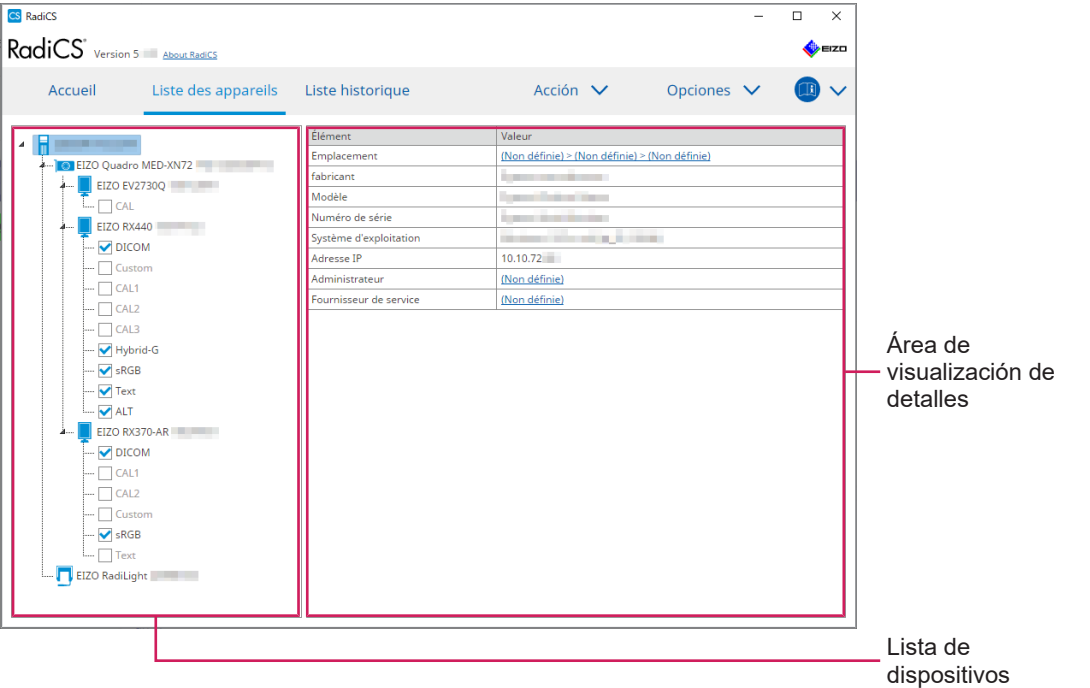 CS RadiCS
RadiCS Version 5 About RadiCS
EIZO
Accueil Liste des appareils Liste historique Acción Opciones
EIZO Quadro MED-XN72
EIZO EV2730Q
CAL
EIZO RX440
DICOM
Custom
CAL1
CAL2
CAL3
Hybrid-G
sRGB
Text
ALT
EIZO RX370-AR
DICOM
CAL1
CAL2
Custom
sRGB
Text
EIZO RadiLight
Élément Valeur
Emplacement (Non définie) > (Non définie) > (Non définie)
fabricant
Modèle
Numéro de série
Système d'exploitation
Adresse IP 10.10.72
Administrateur (Non définie)
Fournisseur de service (Non définie)
Área de
visualización de
detalles
Lista de
dispositivos